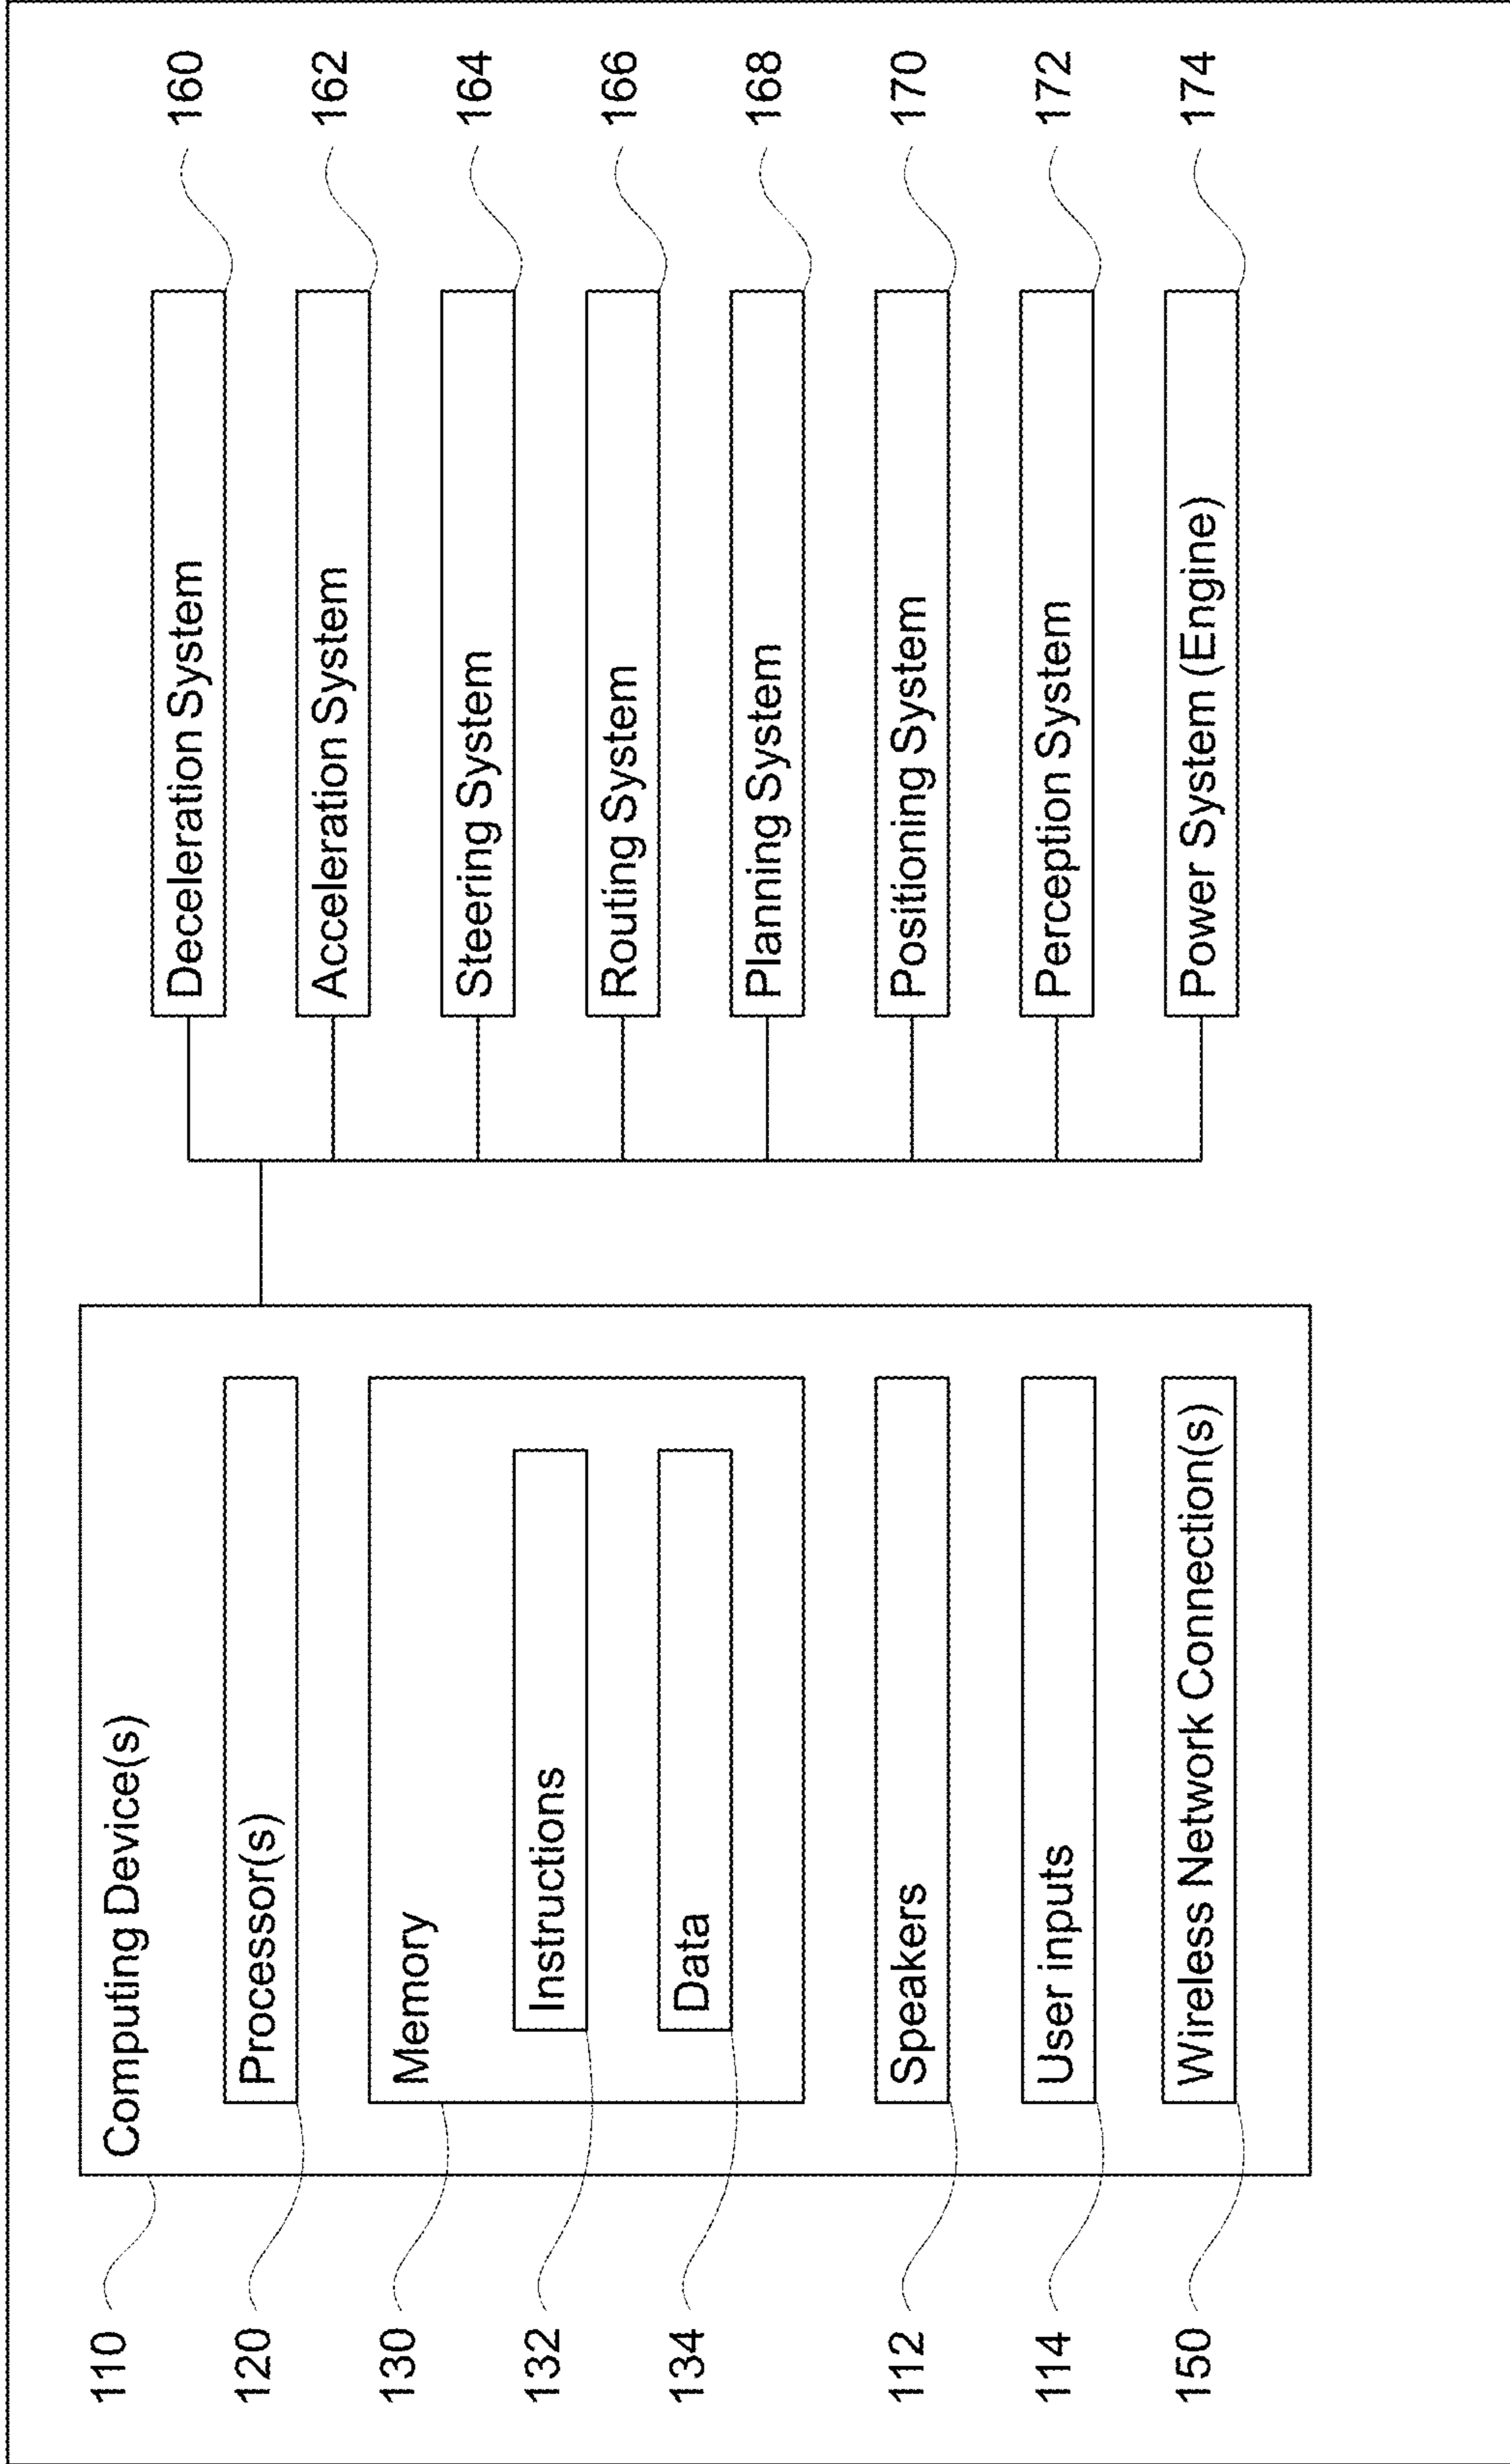 110
Computing Device(s)
120
Processor(s)
130
Memory
132
Instructions
134
Data
112
Speakers
114
User inputs
150
Wireless Network Connection(s)
Deceleration System
160
Acceleration System
162
Steering System
164
Routing System
166
Planning System
168
Positioning System
170
Perception System
172
Power System (Engine)
174